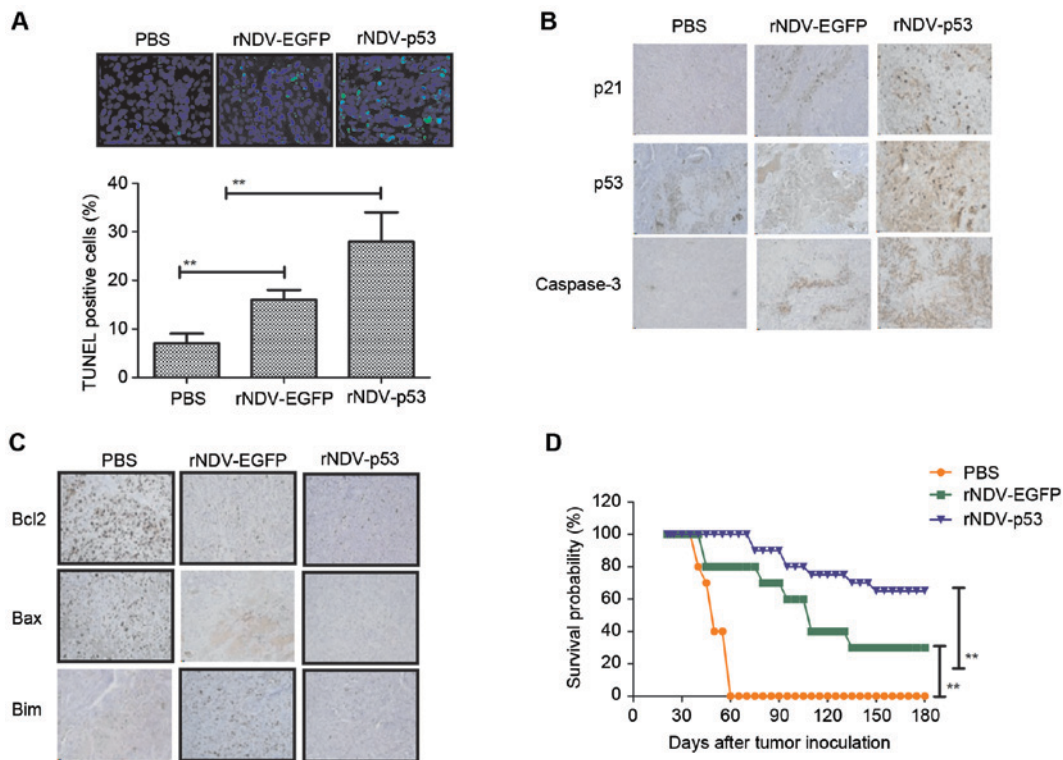 A
PBS rNDV-EGFP rNDV-p53
TUNEL positive cells (%)
40
30
20
10
0
**
**
PBS rNDV-EGFP rNDV-p53
B
PBS rNDV-EGFP rNDV-p53
p21
p53
Caspase-3
C
PBS rNDV-EGFP rNDV-p53
Bcl2
Bax
Bim
D
PBS
rNDV-EGFP
rNDV-p53
Survival probability (%)
120
100
80
60
40
20
0
**
**
0 30 60 90 120 150 180
Days after tumor inoculation